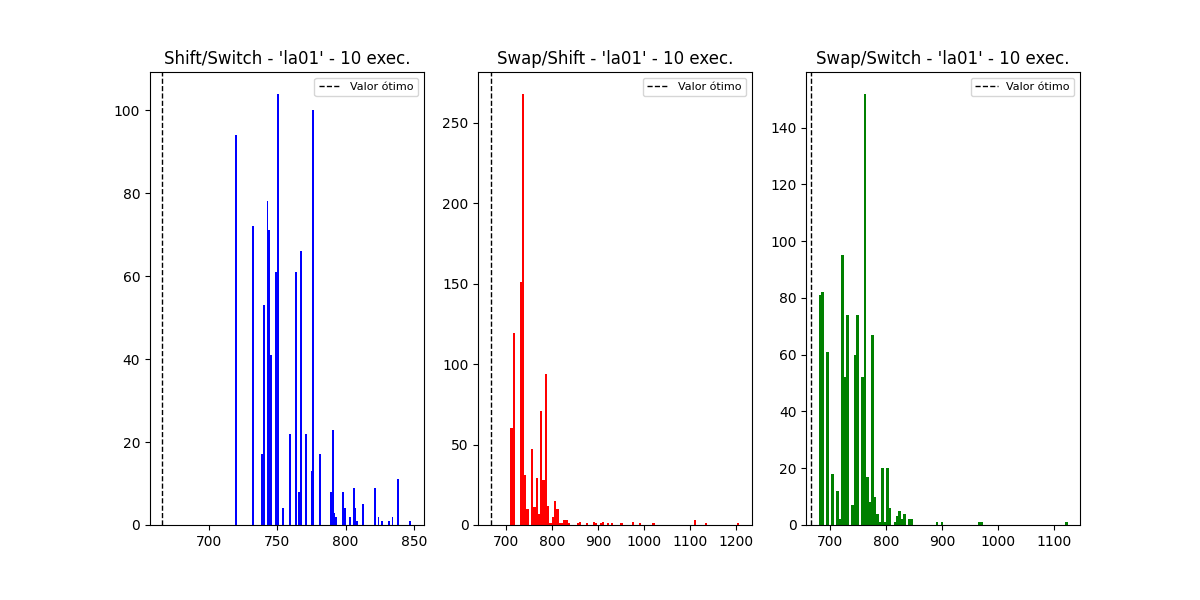 Shift/Switch - 'la01' - 10 exec.
Valor ótimo
100
80
60
40
20
0
700 750 800 850
Swap/Shift - 'la01' - 10 exec.
Valor ótimo
250
200
150
100
50
0
700 800 900 1000 1100 1200
Swap/Switch - 'la01' - 10 exec.
Valor ótimo
140
120
100
80
60
40
20
0
700 800 900 1000 1100